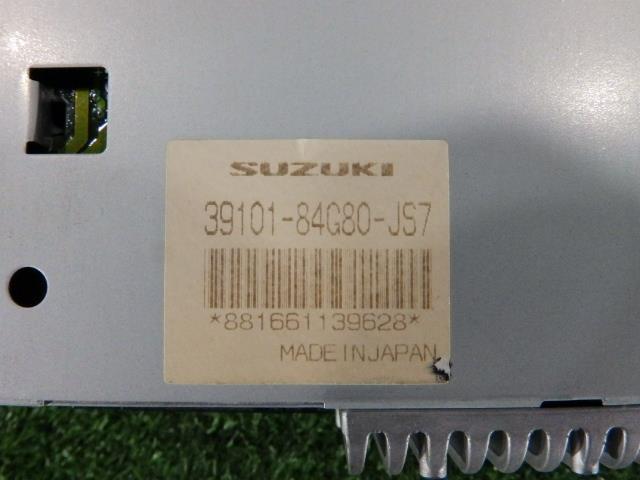 SUZUKI
39101-84G80-JS7
*881661139628*
MADE IN JAPAN